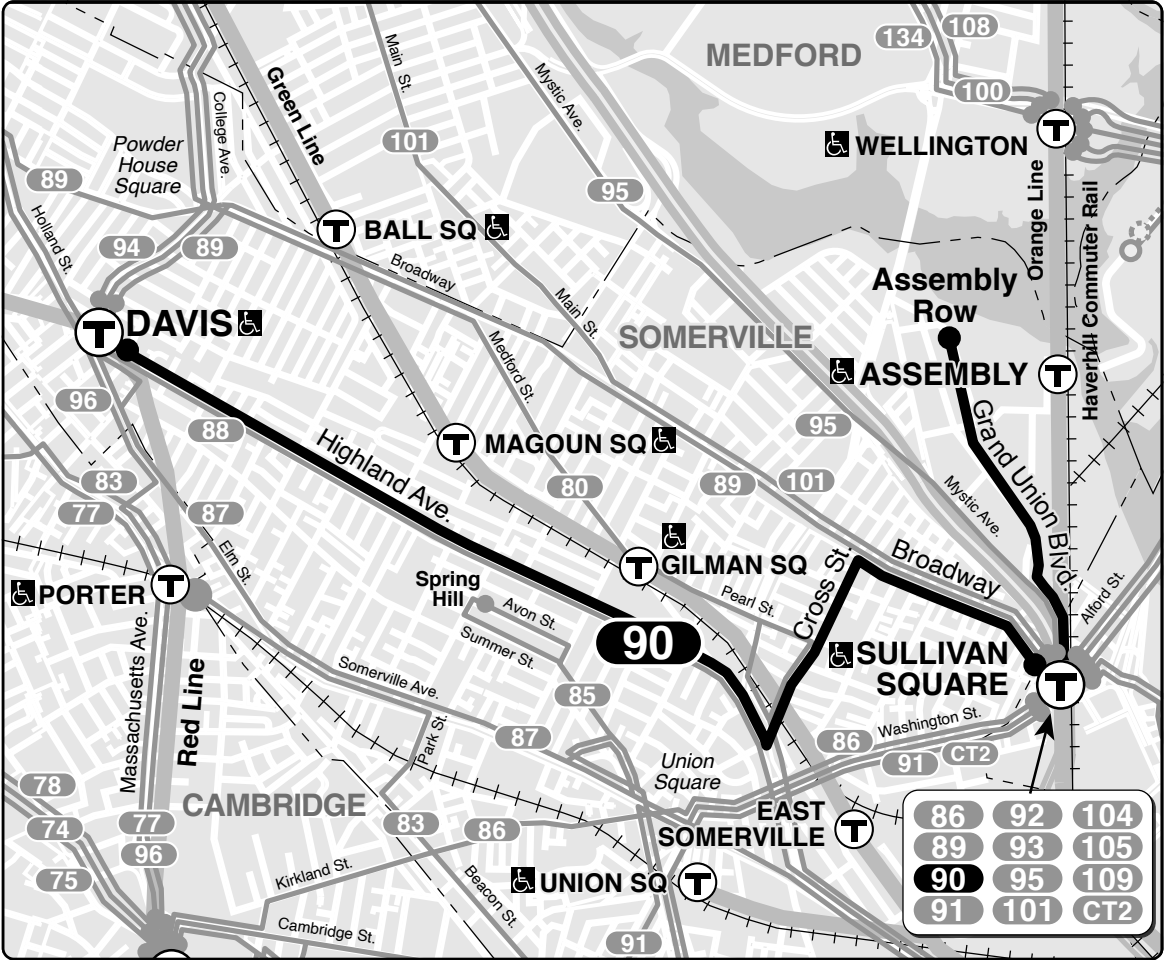 134
108
MEDFORD
100
Main St.
Mystic Ave.
Green Line
College Ave.
101
T
WELLINGTON
Powder
House
Square
89
95
Orange Line
Haverhill Commuter Rail
Holland St.
94
89
T
BALL SQ
Broadway
Main St.
Assembly
Row
T
DAVIS
Medford St.
SOMERVILLE
ASSEMBLY
T
96
88
Highland Ave.
T
MAGOUN SQ
95
Grand Union Blvd.
83
77
87
80
89
101
Mystic Ave.
Elm St.
T
GILMAN SQ
Cross St.
Broadway
Alford St.
PORTER
T
Spring
Hill
Avon St.
Summer St.
Pearl St.
90
SULLIVAN
SQUARE
T
Massachusetts Ave.
Red Line
Somerville Ave.
85
Park St.
87
Washington St.
86
91
CT2
Union
Square
78
74
75
CAMBRIDGE
77
96
83
86
EAST
SOMERVILLE
T
Kirkland St.
Beacon St.
UNION SQ
T
Cambridge St.
91
86 92 104
89 93 105
90 95 109
91 101 CT2